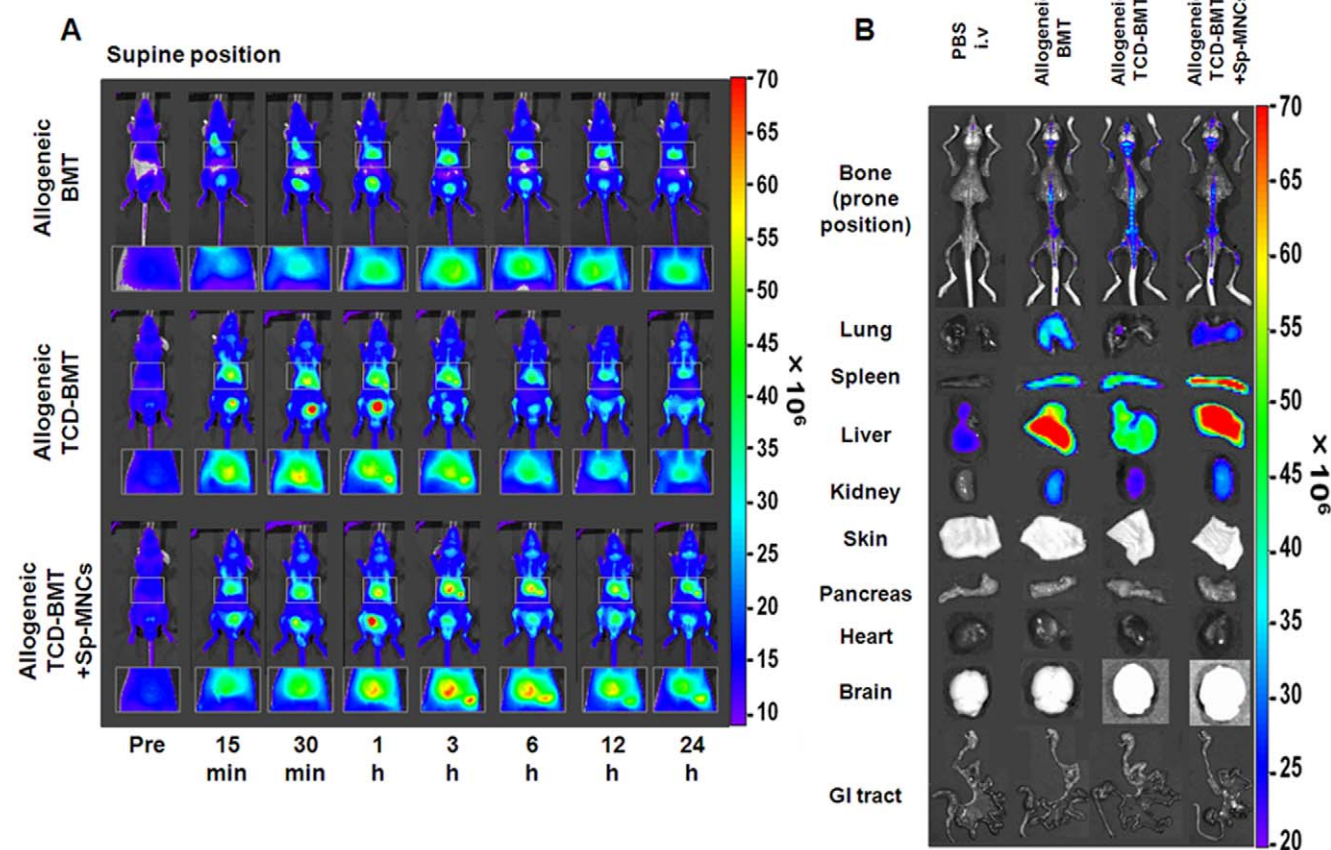 A
Supine position
Allogeneic
BMT
Allogeneic
TCD-BMT
Allogeneic
TCD-BMT
+Sp-MNCs
Pre
15
min
30
min
1
h
3
h
6
h
12
h
24
h
70
65
60
55
50
45
40
35
30
25
20
15
10
× 10⁶
B
PBS
i.v
Allogeneic
BMT
Allogeneic
TCD-BMT
Allogeneic
TCD-BMT
+Sp-MNCs
Bone
(prone
position)
Lung
Spleen
Liver
Kidney
Skin
Pancreas
Heart
Brain
GI tract
70
65
60
55
50
45
40
35
30
25
20
× 10⁶